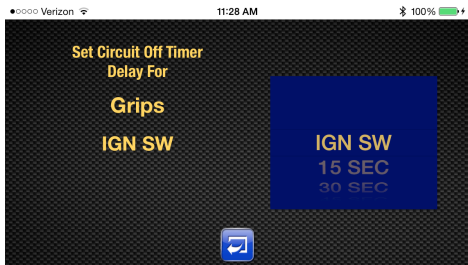 Verizon 11:28 AM 100%
Set Circuit Off Timer
Delay For
Grips
IGN SW
IGN SW
15 SEC
30 SEC